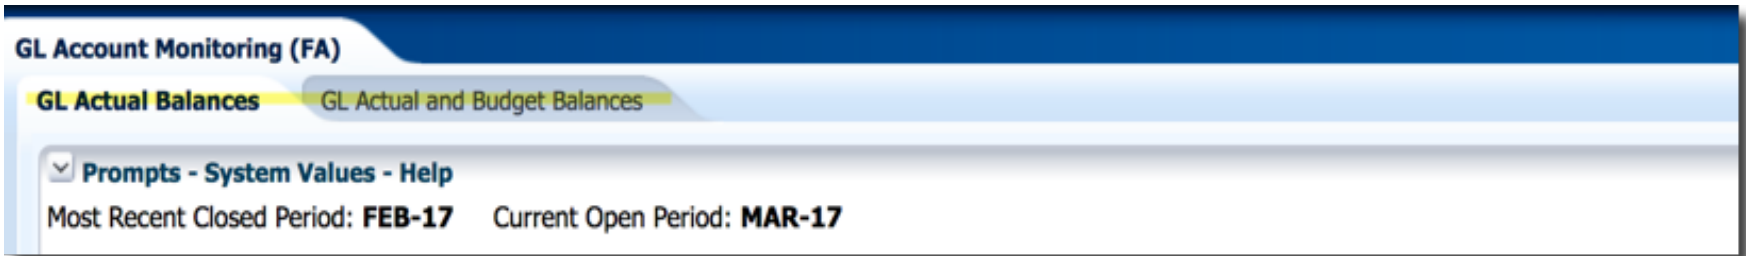 GL Account Monitoring (FA)
GL Actual Balances GL Actual and Budget Balances
Prompts - System Values - Help
Most Recent Closed Period: FEB-17 Current Open Period: MAR-17